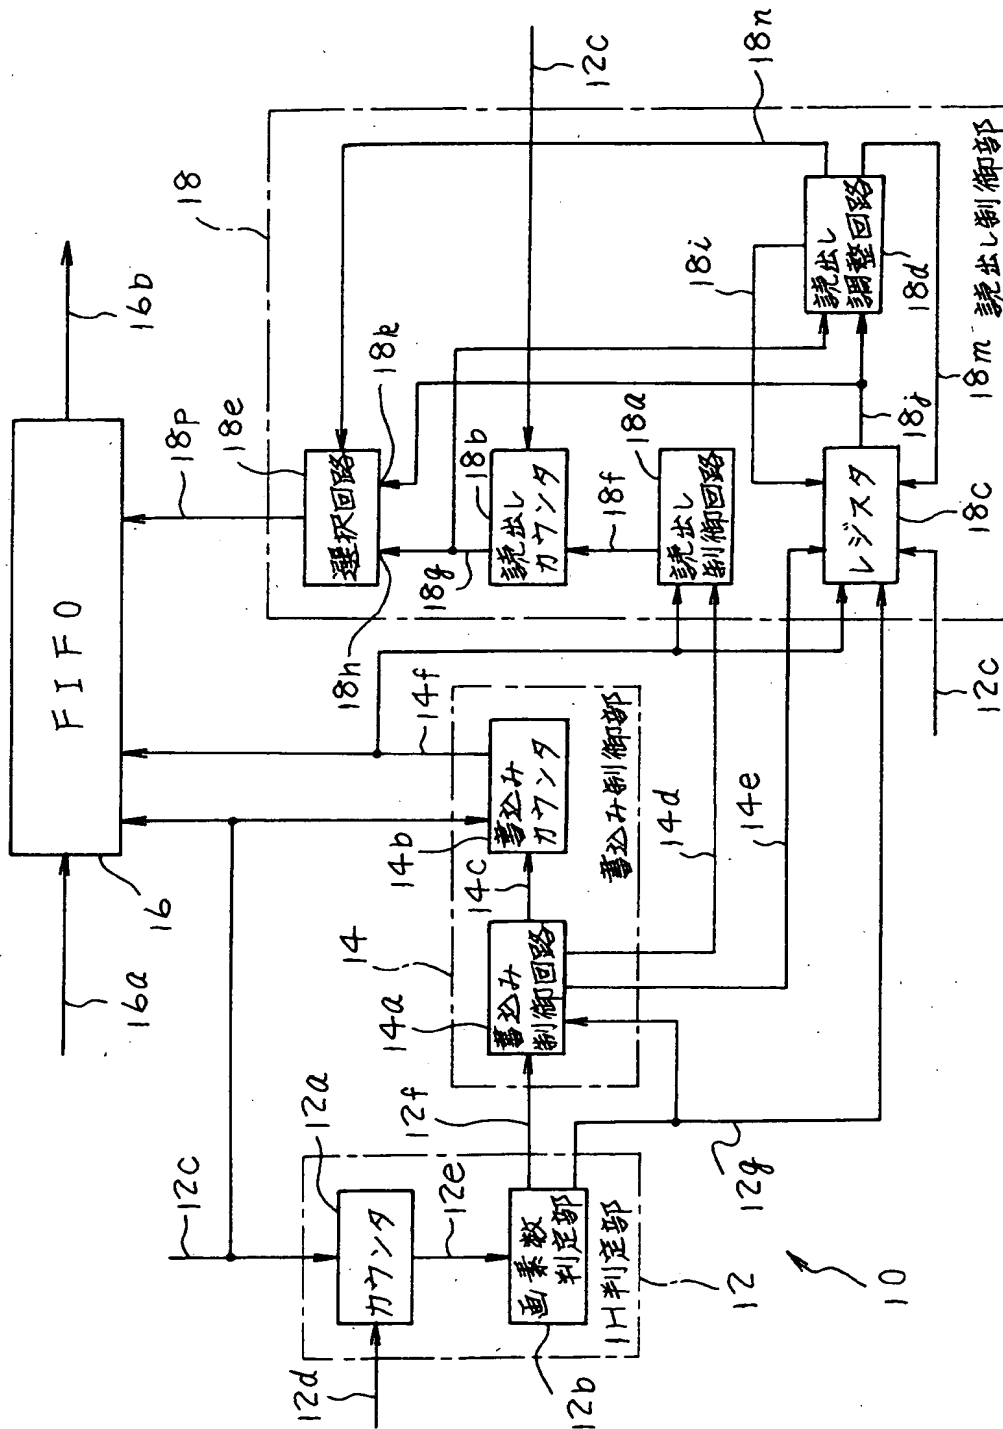 16a
16
FIFO
16b
12c
12d
12a
カウンタ
12e
画素数
判定部
12b
1H判定部
12
12f
12g
10
14
14a
書込み
制御回路
14c
14b
書込み
カウンタ
14f
書込み制御部
14d
14e
18
18p
18e
選択回路
18h
18k
18g
18b
読出し
カウンタ
12c
18f
18a
読出し
制御回路
18i
18n
読出し
調整回路
18d
18j
18m
レジスタ
18c
12c
読出し制御部